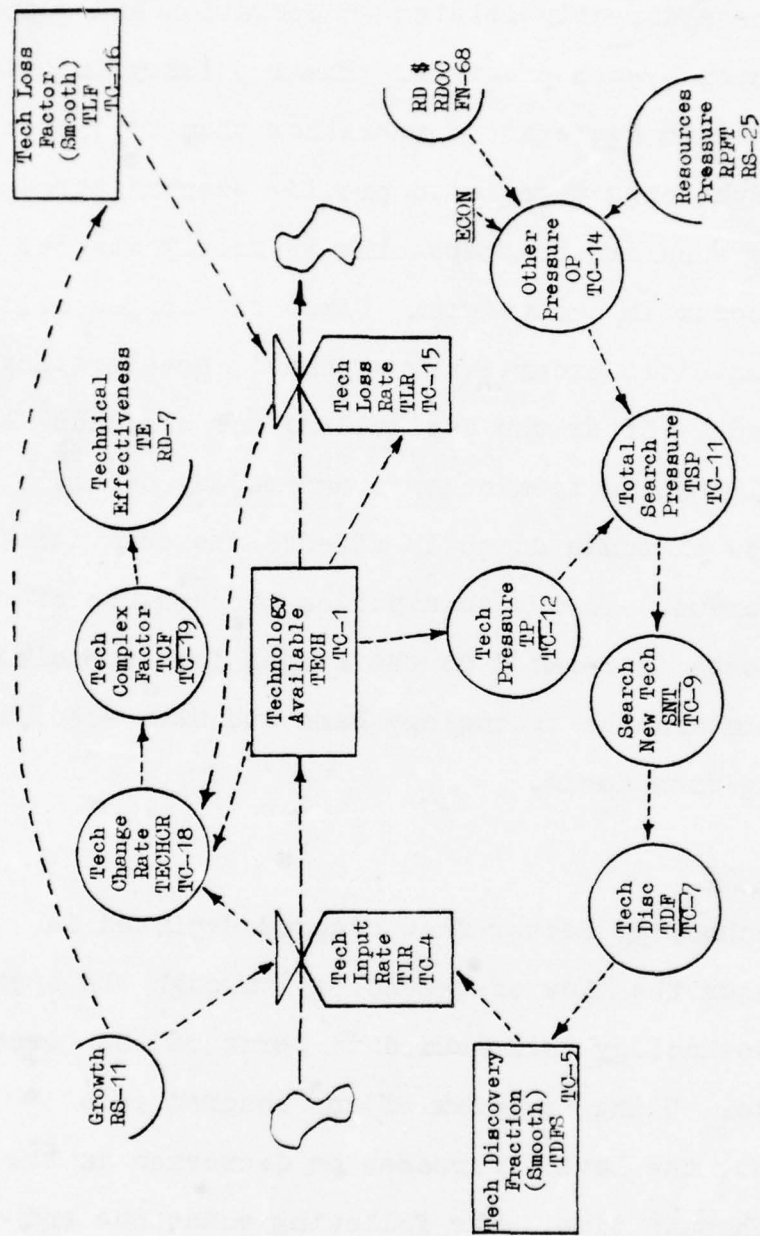 Growth
RS-11
Tech Loss
Factor
(Smooth)
TLF
TC-16
Tech
Change
Rate
TECHCR
TC-18
Tech
Complex
Factor
TCF
TC-19
Technical
Effectiveness
TE
RD-7
Tech
Input
Rate
TIR
TC-4
Technology
Available
TECH
TC-1
Tech
Loss
Rate
TLR
TC-15
Tech Discovery
Fraction
(Smooth)
TDFS
TC-5
Tech
Disc
TDF
TC-7
Search
New Tech
SNT
TC-9
Tech
Pressure
TP
TC-12
Total
Search
Pressure
TSP
TC-11
Other
Pressure
OP
TC-14
ECON
RD $
RDOC
FN-68
Resources
Pressure
RPFT
RS-25